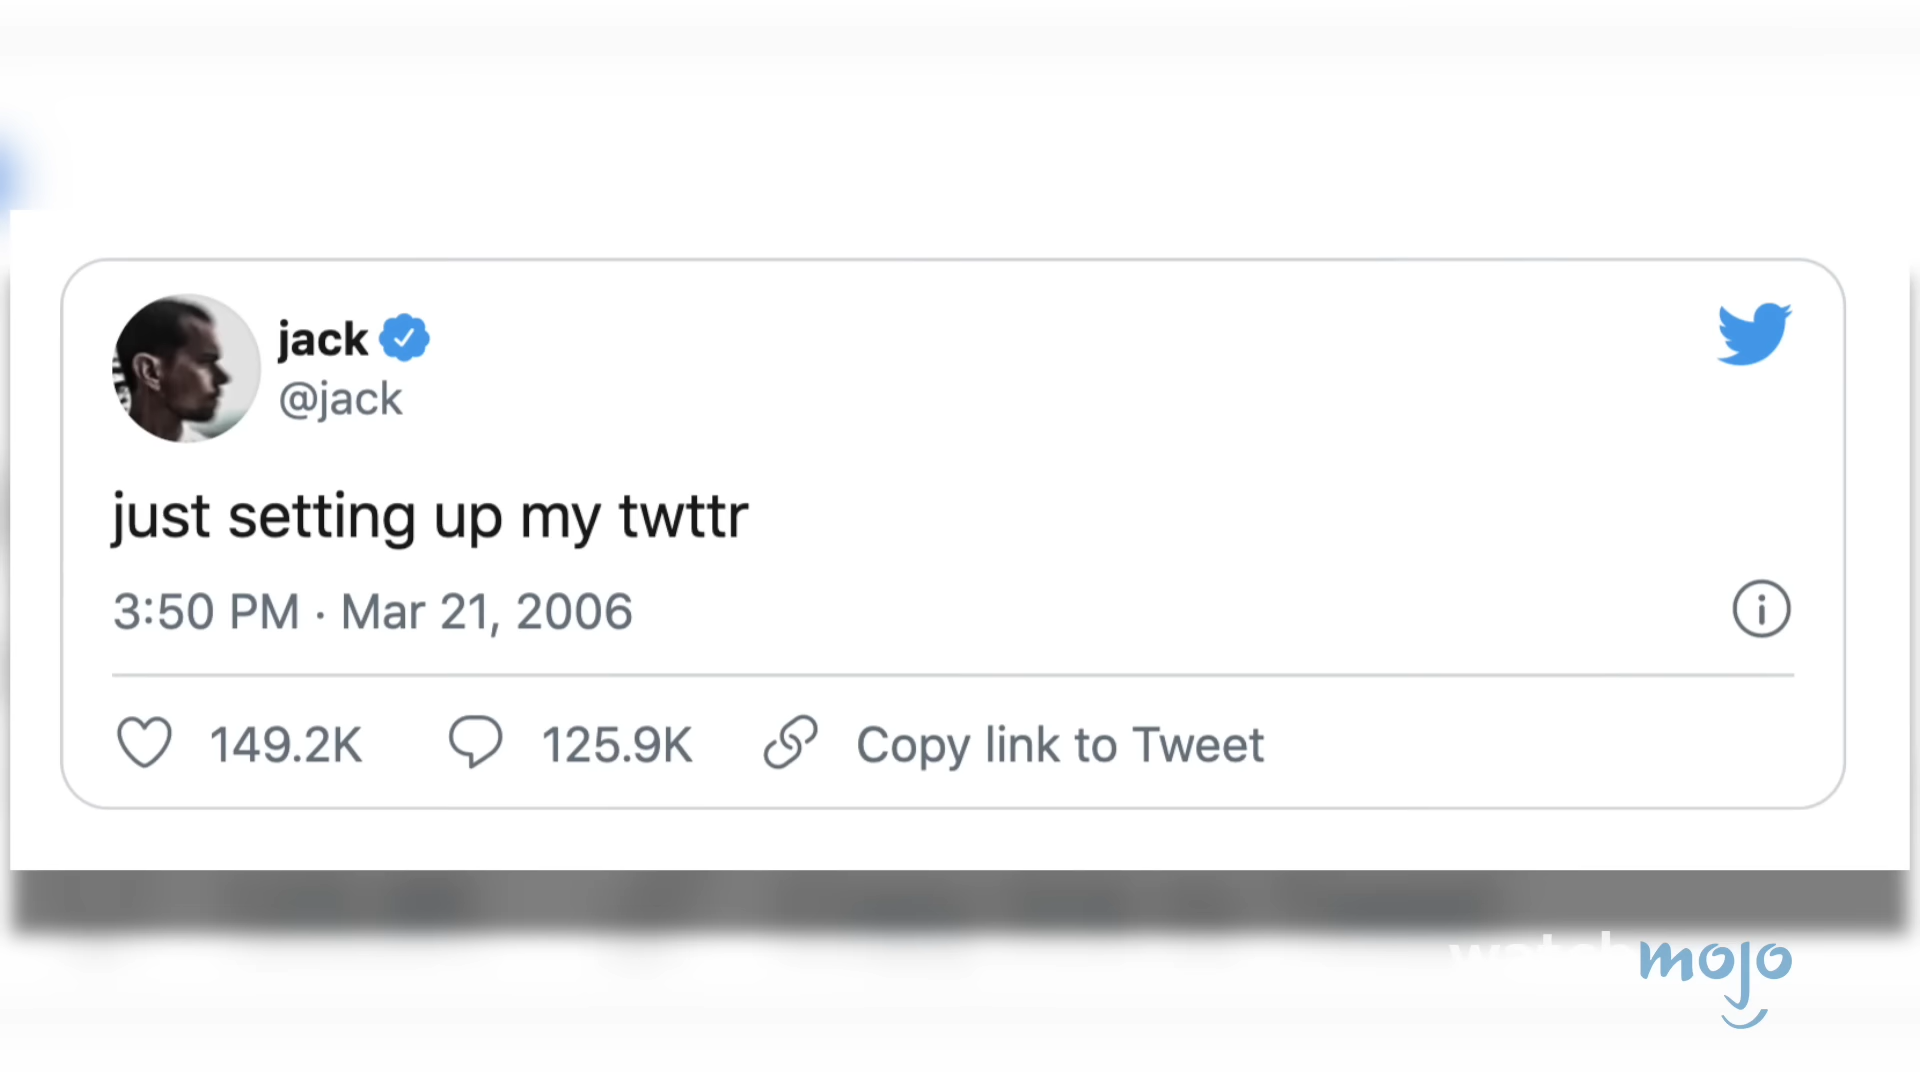 jack
@jack
just setting up my twttr
3:50 PM · Mar 21, 2006
149.2K 125.9K Copy link to Tweet
watchmojo